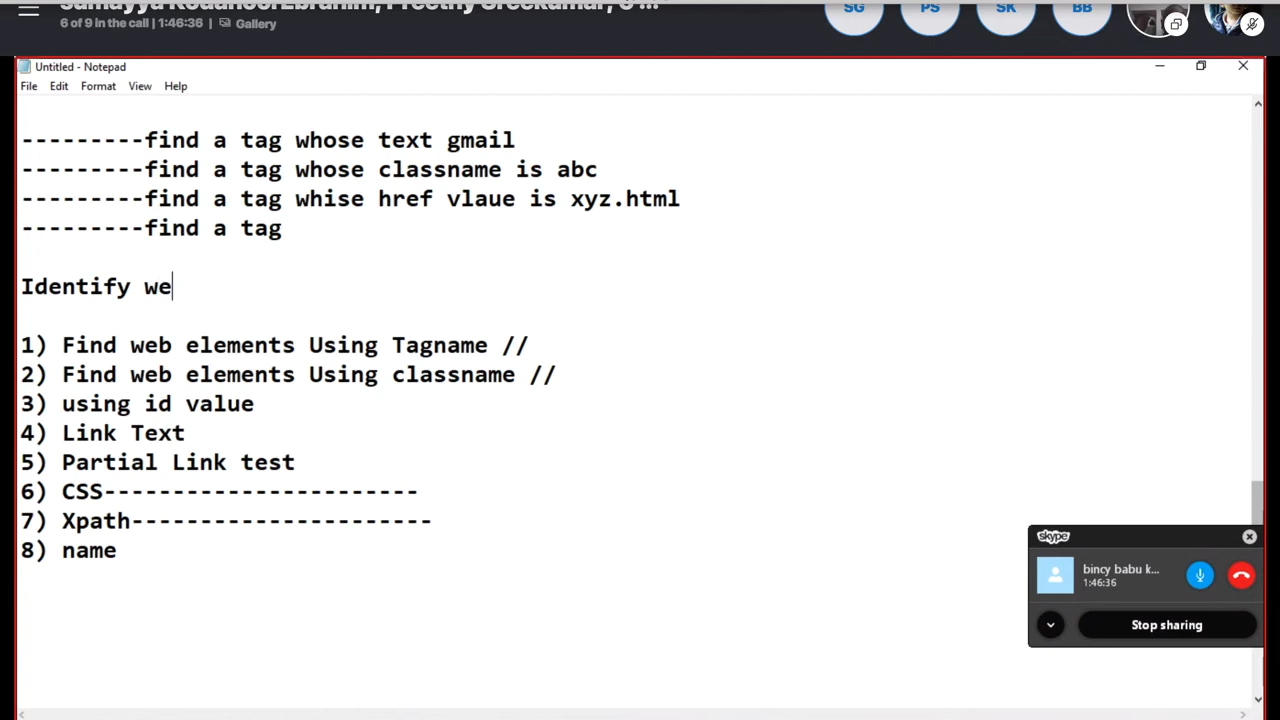 6 of 9 in the call | 1:46:36 | Gallery
SG PS SK BB
Untitled - Notepad
File Edit Format View Help
---------find a tag whose text gmail
---------find a tag whose classname is abc
---------find a tag whise href vlaue is xyz.html
---------find a tag
Identify we
1) Find web elements Using Tagname //
2) Find web elements Using classname //
3) using id value
4) Link Text
5) Partial Link test
6) CSS-----------------------
7) Xpath----------------------
8) name
skype
bincy babu k...
1:46:36
Stop sharing